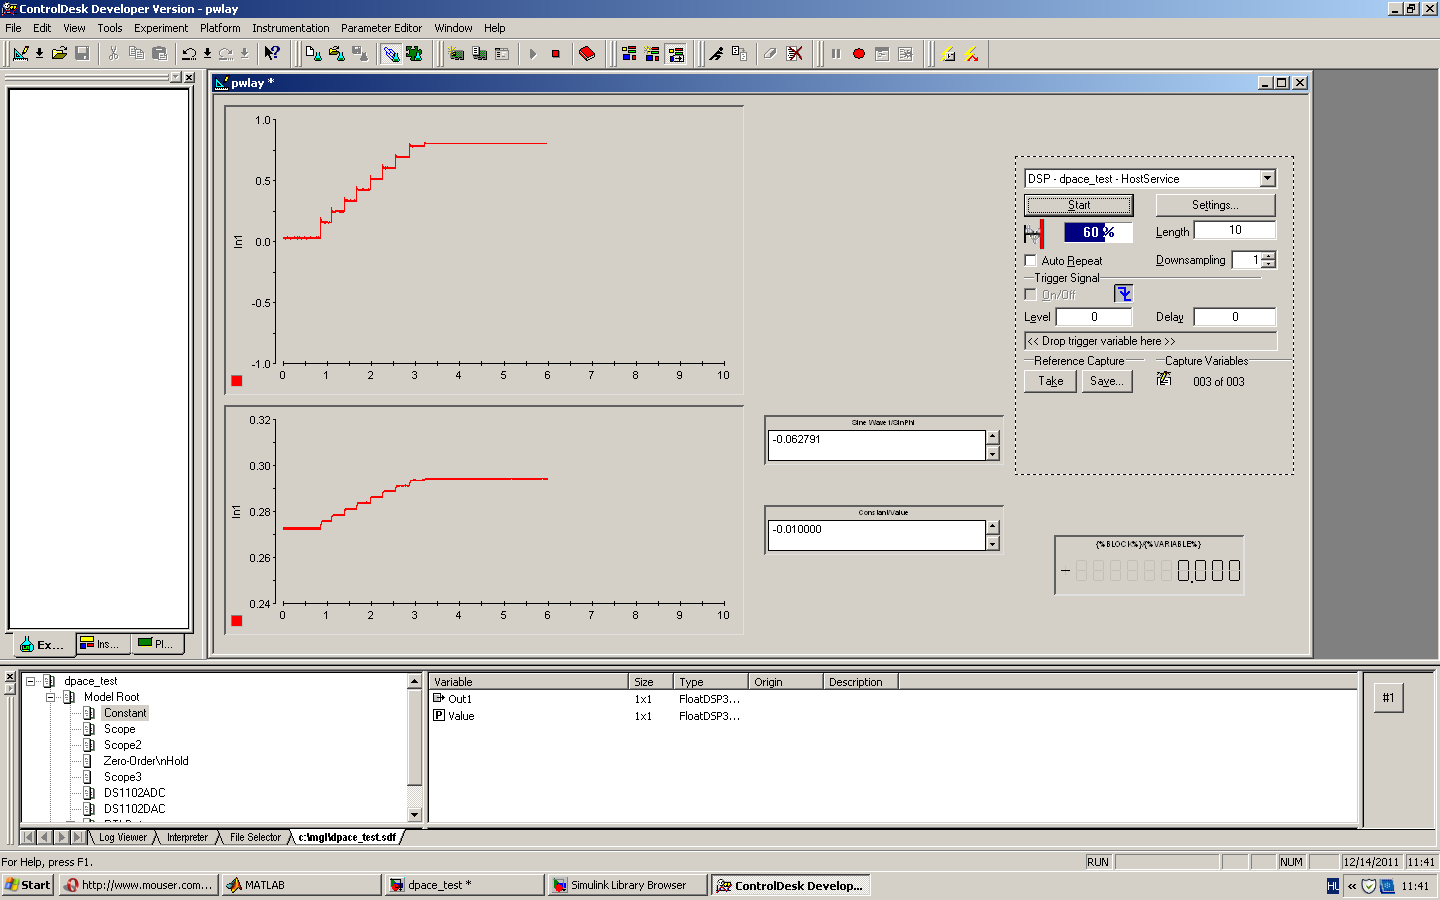 ControlDesk Developer Version - pwlay
File Edit View Tools Experiment Platform Instrumentation Parameter Editor Window Help
pwlay *
1.0
0.5
0.0
-0.5
-1.0
In1
0 1 2 3 4 5 6 7 8 9 10
0.32
0.30
0.28
0.26
0.24
In1
0 1 2 3 4 5 6 7 8 9 10
Sine Wave1/SinPhi
-0.062791
Constant/Value
-0.010000
DSP - dpace_test - HostService
Start Settings...
60 % Length 10
Auto Repeat Downsampling 1
Trigger Signal
On/Off
Level 0 Delay 0
<< Drop trigger variable here >>
Reference Capture Capture Variables
Take Save... 003 of 003
{%BLOCK%}/{%VARIABLE%}
0.000
Ex... Ins... Pl...
dpace_test
Model Root
Constant
Scope
Scope2
Zero-Order\nHold
Scope3
DS1102ADC
DS1102DAC
Variable Size Type Origin Description
Out1 1x1 FloatDSP3...
Value 1x1 FloatDSP3...
#1
Log Viewer Interpreter File Selector c:\mgl\dpace_test.sdf
For Help, press F1.
RUN NUM 12/14/2011 11:41
Start http://www.mouser.com... MATLAB dpace_test * Simulink Library Browser ControlDesk Develop... HU « 11:41